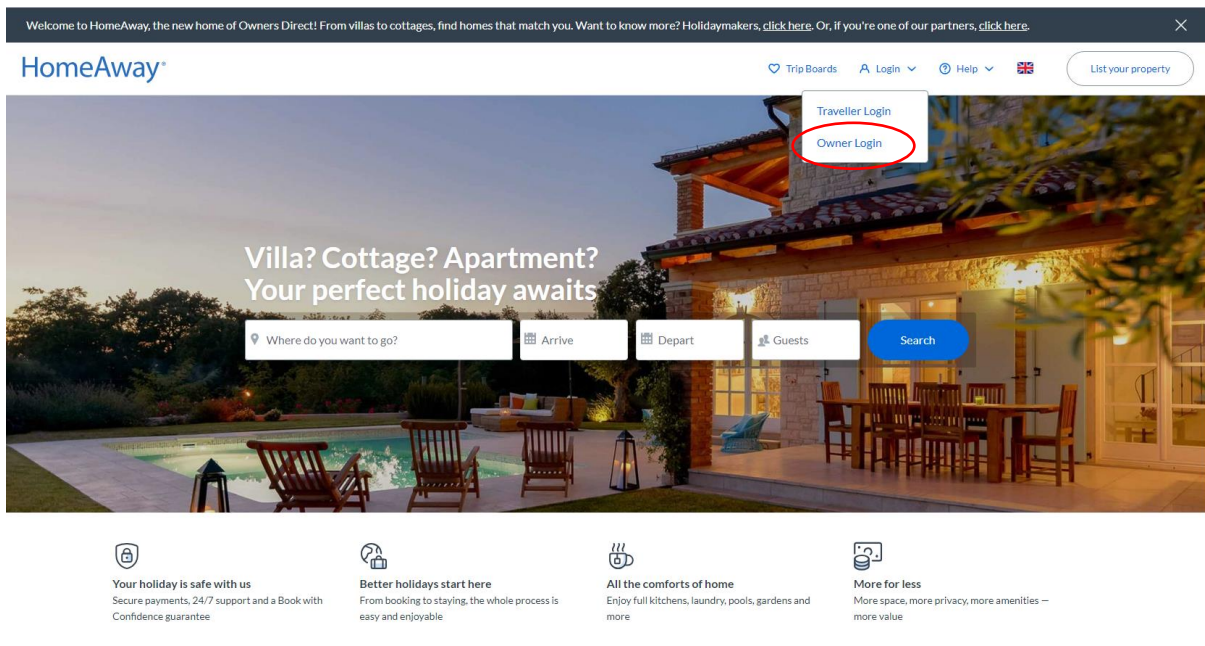 Welcome to HomeAway, the new home of Owners Direct! From villas to cottages, find homes that match you. Want to know more? Holidaymakers, click here. Or, if you're one of our partners, click here.
HomeAway®
Trip Boards
Login
Help
List your property
Traveller Login
Owner Login
Villa? Cottage? Apartment?
Your perfect holiday awaits
Where do you want to go?
Arrive
Depart
Guests
Search
Your holiday is safe with us
Secure payments, 24/7 support and a Book with
Confidence guarantee
Better holidays start here
From booking to staying, the whole process is
easy and enjoyable
All the comforts of home
Enjoy full kitchens, laundry, pools, gardens and
more
More for less
More space, more privacy, more amenities —
more value